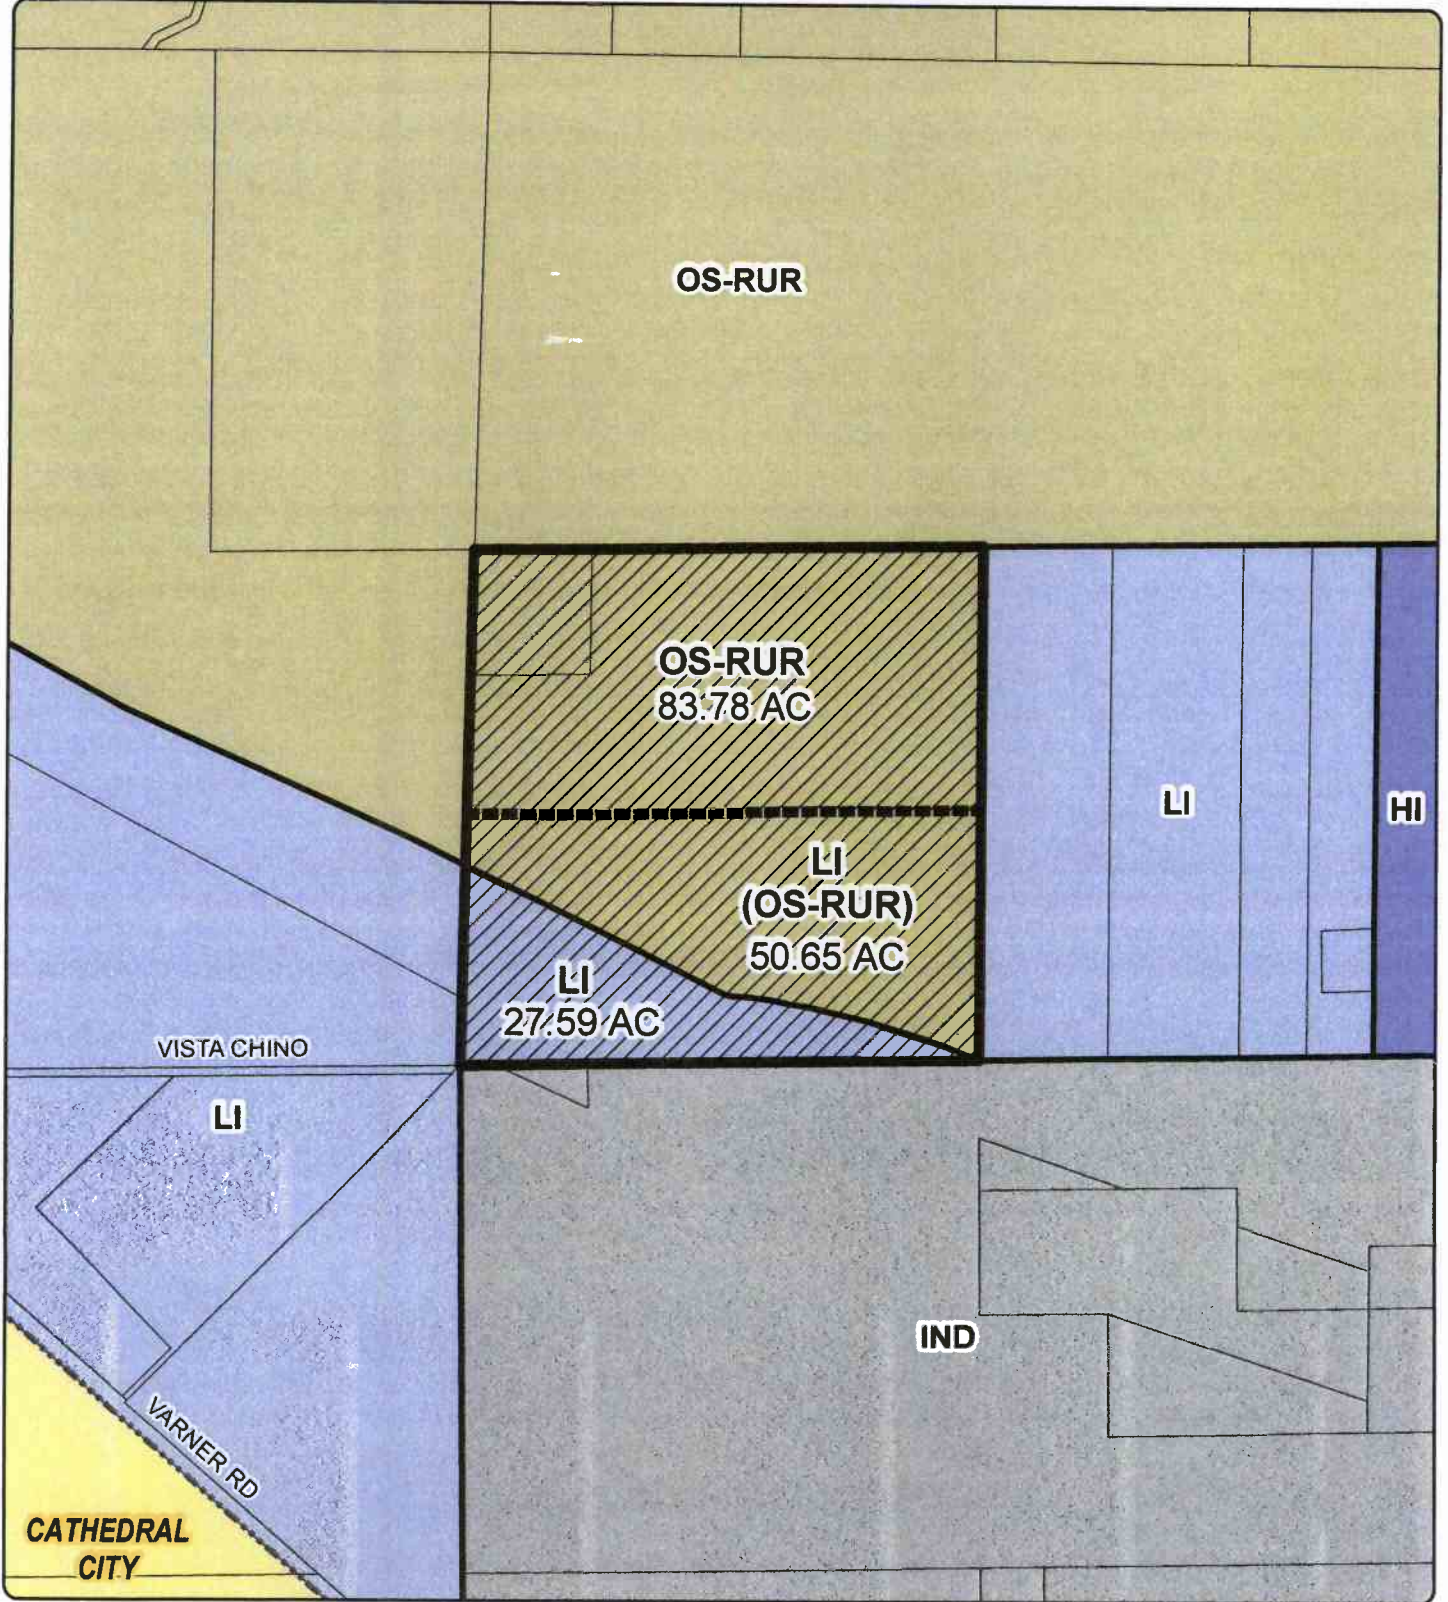 OS-RUR
OS-RUR
83.78 AC
LI
HI
LI
(OS-RUR)
50.65 AC
LI
27.59 AC
VISTA CHINO
LI
IND
VARNER RD
CATHEDRAL
CITY